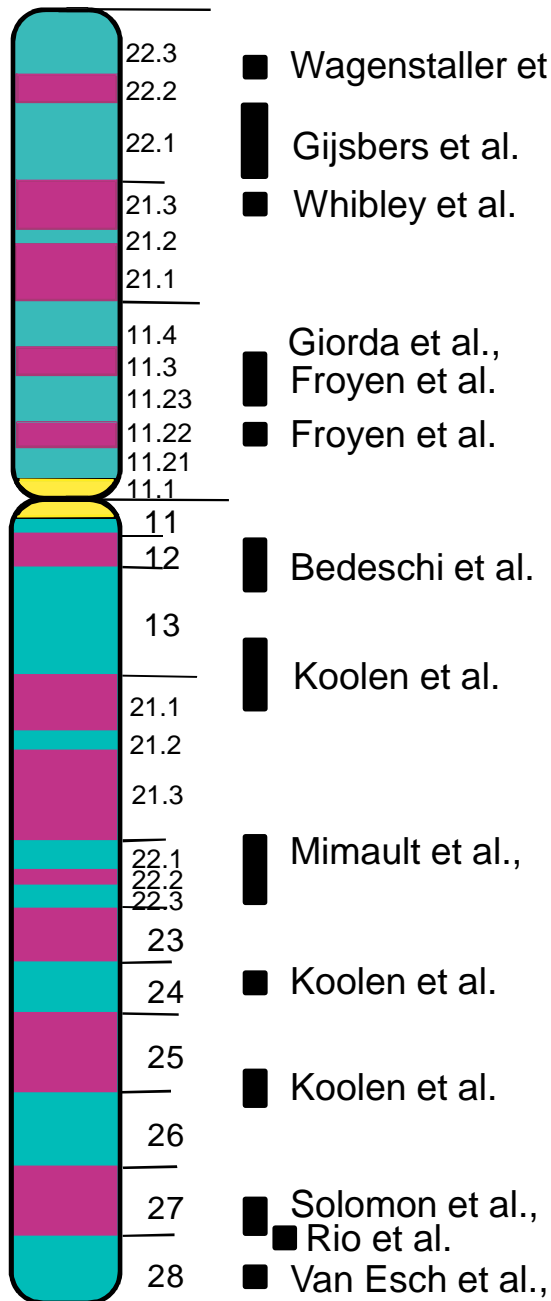 22.3
Wagenstaller et
22.2
22.1
Gijsbers et al.
21.3
Whibley et al.
21.2
21.1
11.4
Giorda et al.,
11.3
Froyen et al.
11.23
11.22
Froyen et al.
11.21
11.1
11
12
Bedeschi et al.
13
Koolen et al.
21.1
21.2
21.3
22.1
Mimault et al.,
22.2
22.3
23
24
Koolen et al.
25
Koolen et al.
26
27
Solomon et al.,
Rio et al.
28
Van Esch et al.,